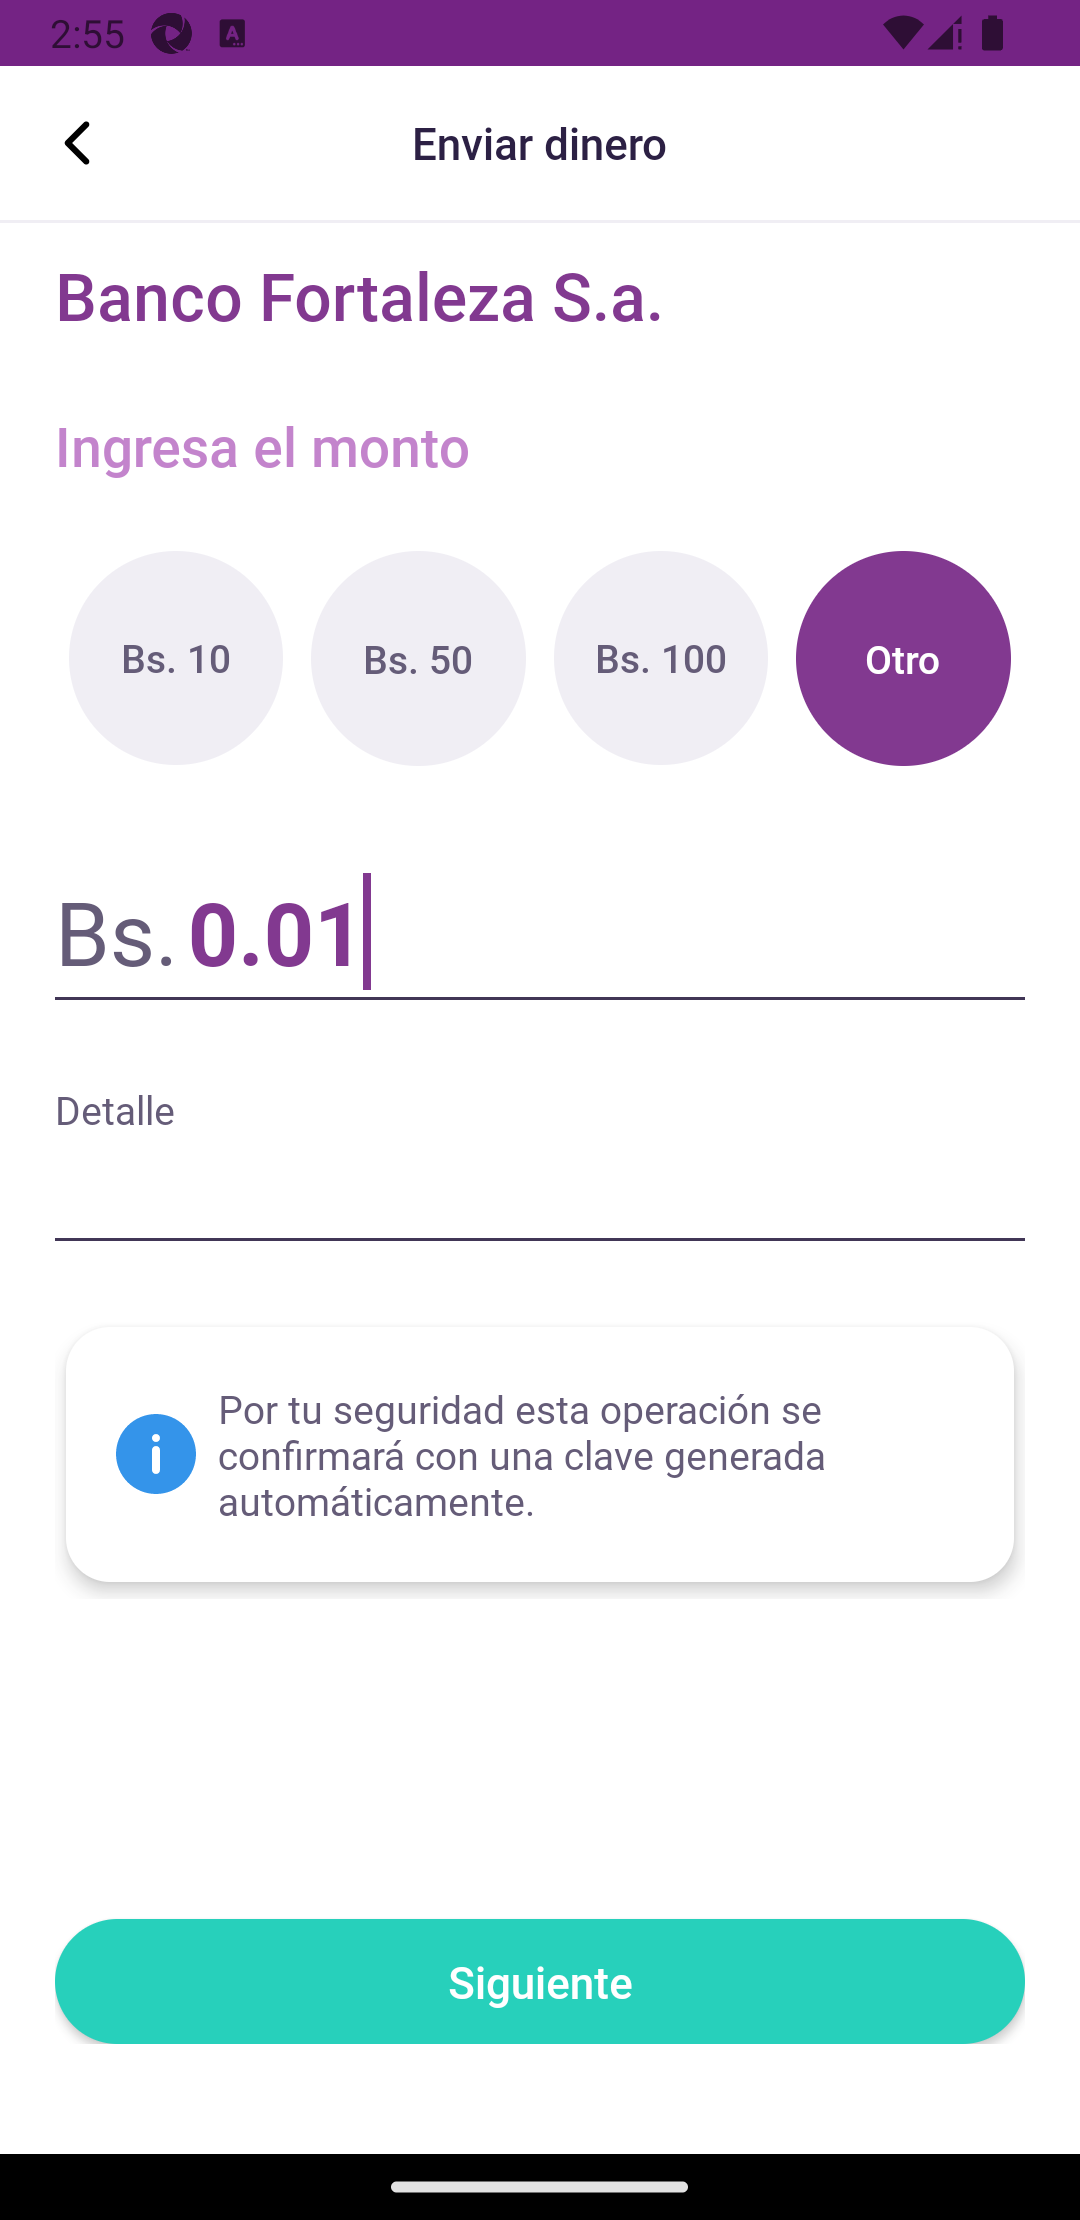 2:55
Enviar dinero
Banco Fortaleza S.a.
Ingresa el monto
Bs. 10
Bs. 50
Bs. 100
Otro
Bs. 0.01
Detalle
Por tu seguridad esta operación se
confirmará con una clave generada
automáticamente.
Siguiente